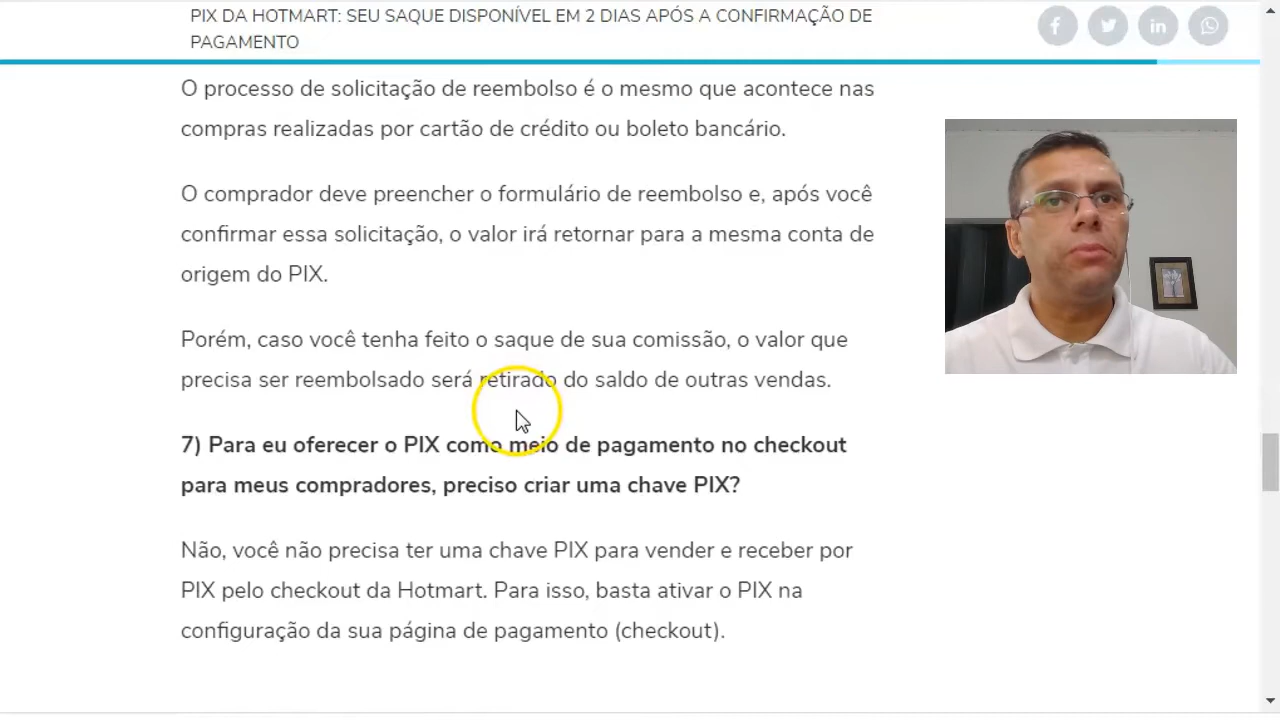 PIX DA HOTMART: SEU SAQUE DISPONÍVEL EM 2 DIAS APÓS A CONFIRMAÇÃO DE
PAGAMENTO
O processo de solicitação de reembolso é o mesmo que acontece nas
compras realizadas por cartão de crédito ou boleto bancário.
O comprador deve preencher o formulário de reembolso e, após você
confirmar essa solicitação, o valor irá retornar para a mesma conta de
origem do PIX.
Porém, caso você tenha feito o saque de sua comissão, o valor que
precisa ser reembolsado será retirado do saldo de outras vendas.
7) Para eu oferecer o PIX como meio de pagamento no checkout
para meus compradores, preciso criar uma chave PIX?
Não, você não precisa ter uma chave PIX para vender e receber por
PIX pelo checkout da Hotmart. Para isso, basta ativar o PIX na
configuração da sua página de pagamento (checkout).